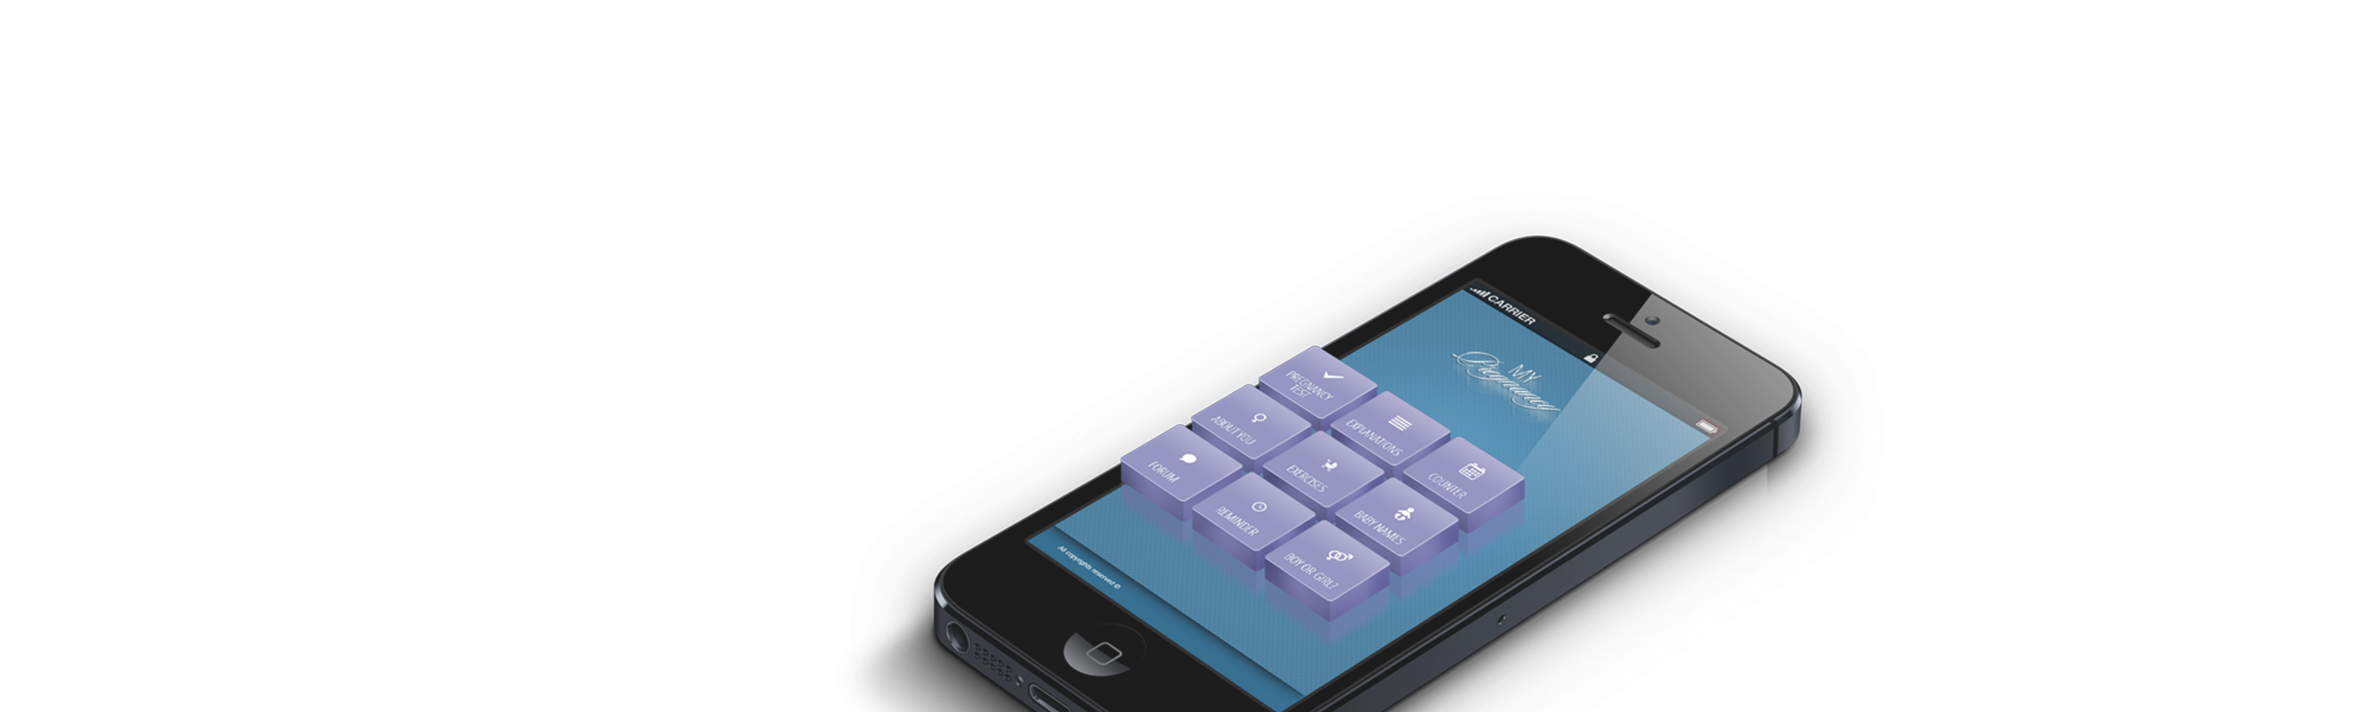 CARRIER
MY
Pregnancy
PREGNANCY
TEST
EXPLANATIONS
COUNTER
ABOUT YOU
EXERCISES
BABY NAMES
FORUM
REMINDER
BOY OR GIRL?
All copyrights reserved ©